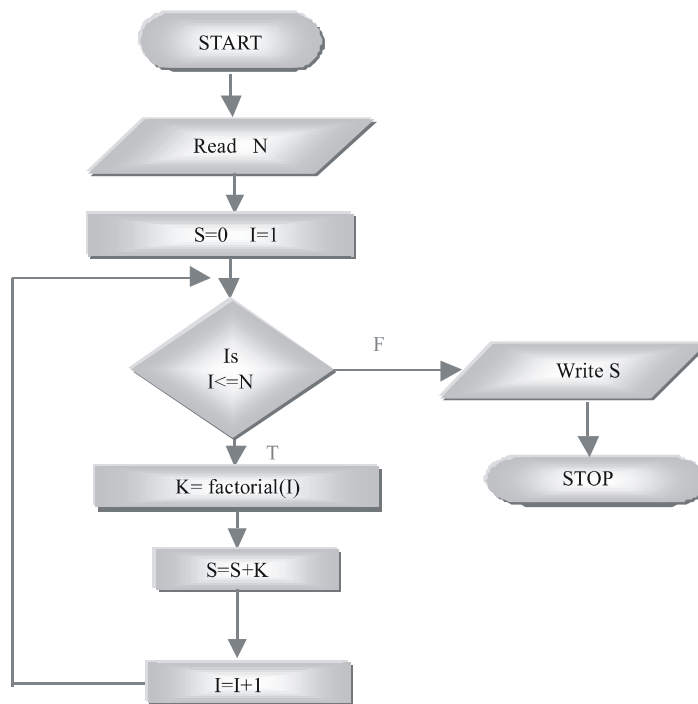 START
Read N
S=0 I=1
Is
I<=N
F
Write S
T
K= factorial(I)
STOP
S=S+K
I=I+1